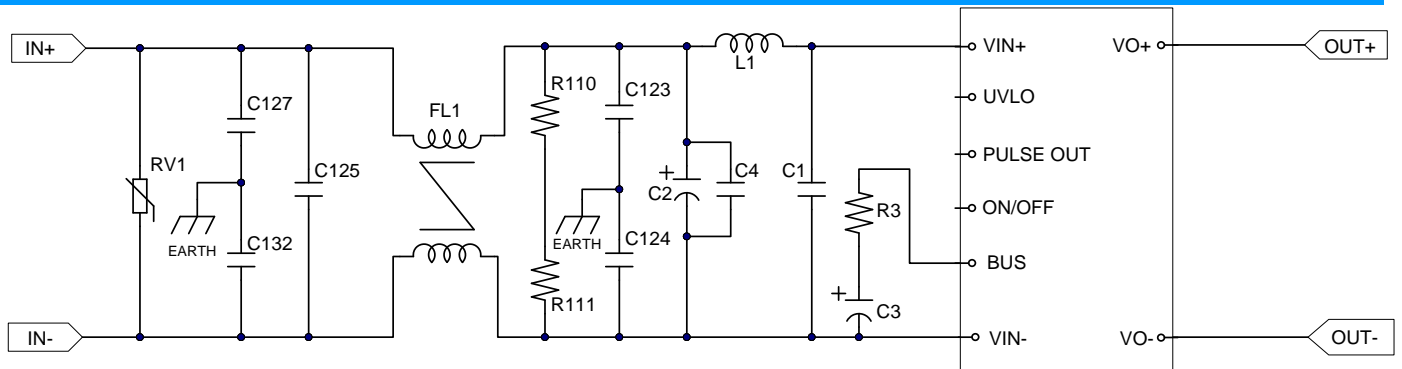 IN+
VIN+
VO+
OUT+
L1
R110
C123
C127
FL1
UVLO
PULSE OUT
RV1
C125
C2
+
C4
C1
R3
ON/OFF
EARTH
C132
EARTH
C124
BUS
R111
+
C3
IN-
VIN-
VO-
OUT-